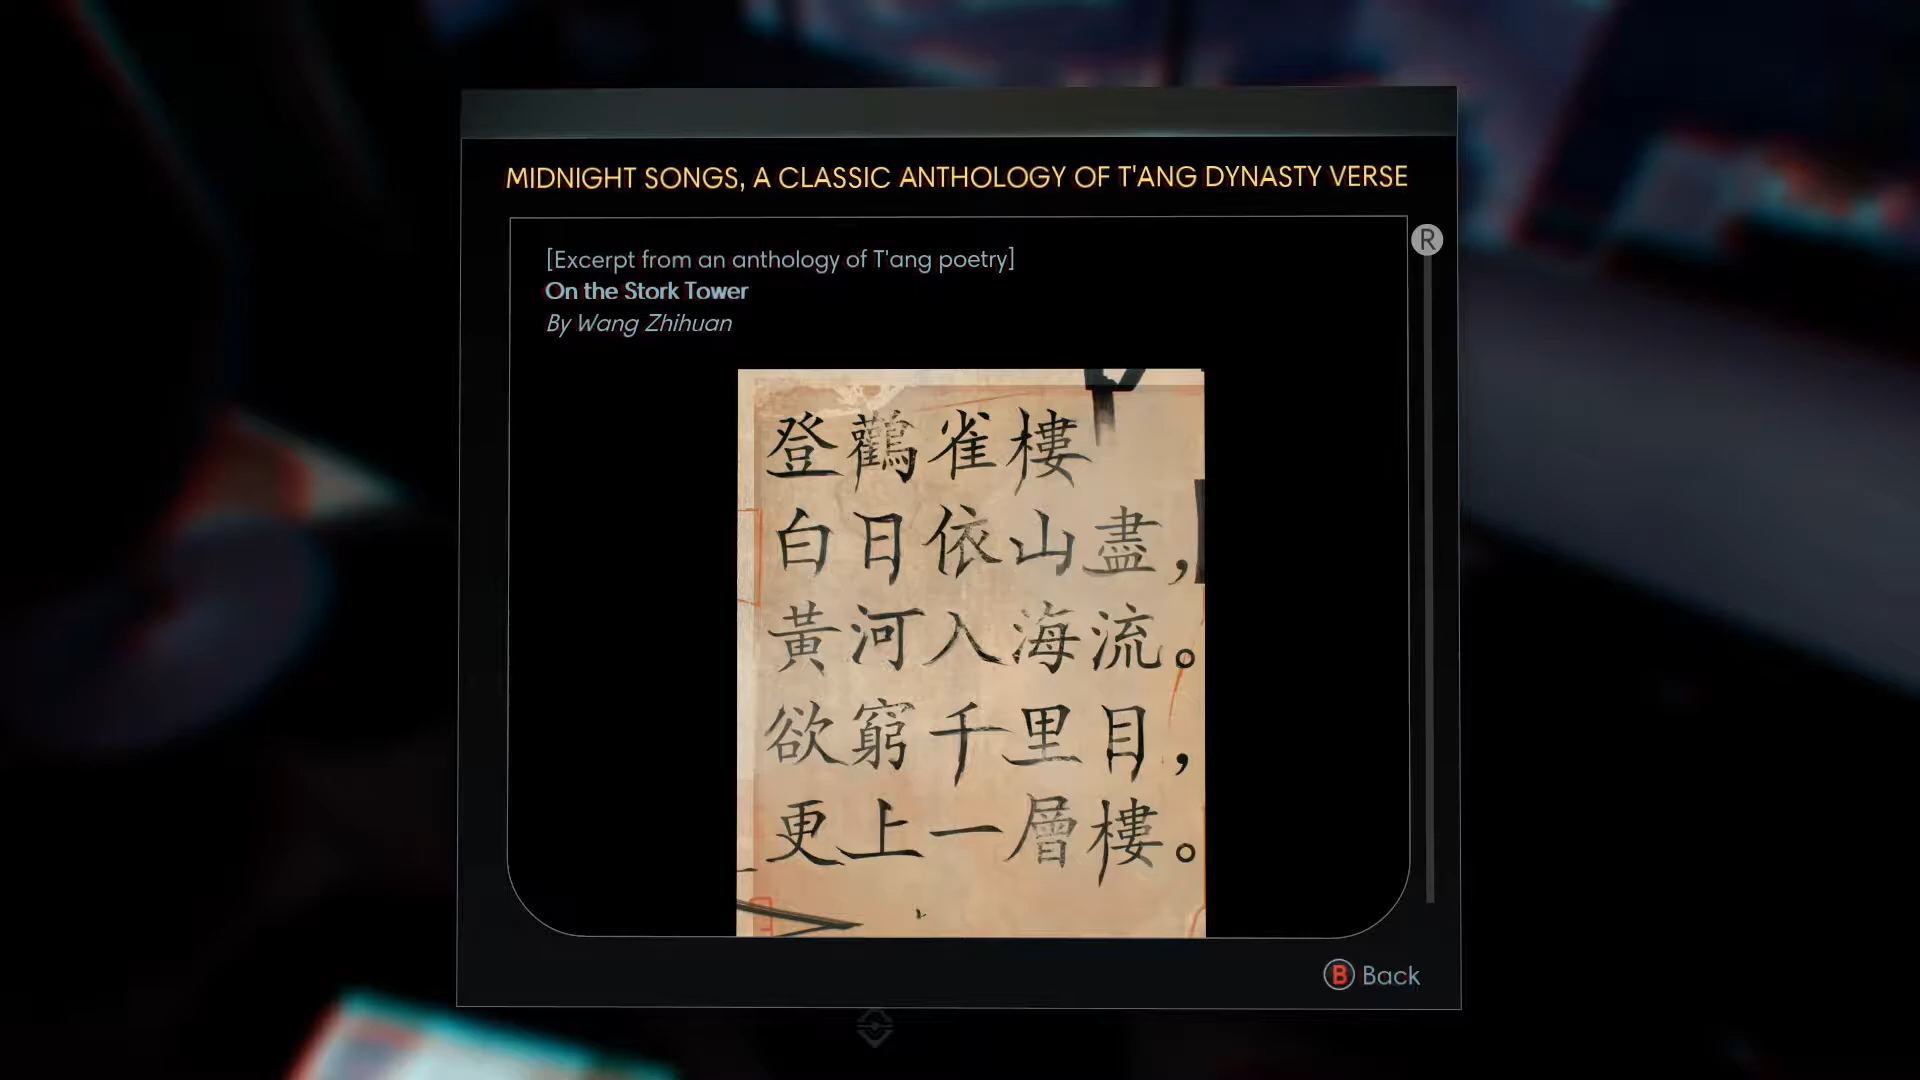 MIDNIGHT SONGS, A CLASSIC ANTHOLOGY OF T'ANG DYNASTY VERSE
[Excerpt from an anthology of T'ang poetry]
On the Stork Tower
By Wang Zhihuan
R
登鸛雀樓
白日依山盡，
黃河入海流。
欲窮千里目，
更上一層樓。
B Back